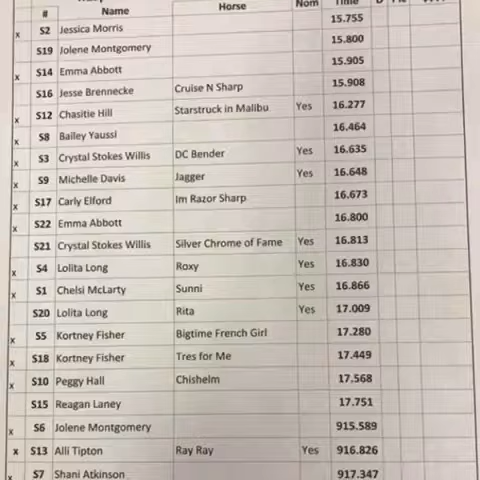 # Name Horse Nom Time
x S2 Jessica Morris 15.755
S19 Jolene Montgomery 15.800
x S14 Emma Abbott 15.905
S16 Jesse Brennecke Cruise N Sharp 15.908
x S12 Chasitie Hill Starstruck in Malibu Yes 16.277
x S8 Bailey Yaussi 16.464
x S3 Crystal Stokes Willis DC Bender Yes 16.635
x S9 Michelle Davis Jagger Yes 16.648
x S17 Carly Elford Im Razor Sharp 16.673
x S22 Emma Abbott 16.800
S21 Crystal Stokes Willis Silver Chrome of Fame Yes 16.813
x S4 Lolita Long Roxy Yes 16.830
x S1 Chelsi McLarty Sunni Yes 16.866
S20 Lolita Long Rita Yes 17.009
x S5 Kortney Fisher Bigtime French Girl 17.280
x S18 Kortney Fisher Tres for Me 17.449
x S10 Peggy Hall Chishelm 17.568
S15 Reagan Laney 17.751
x S6 Jolene Montgomery 915.589
x S13 Alli Tipton Ray Ray Yes 916.826
x S7 Shani Atkinson 917.347